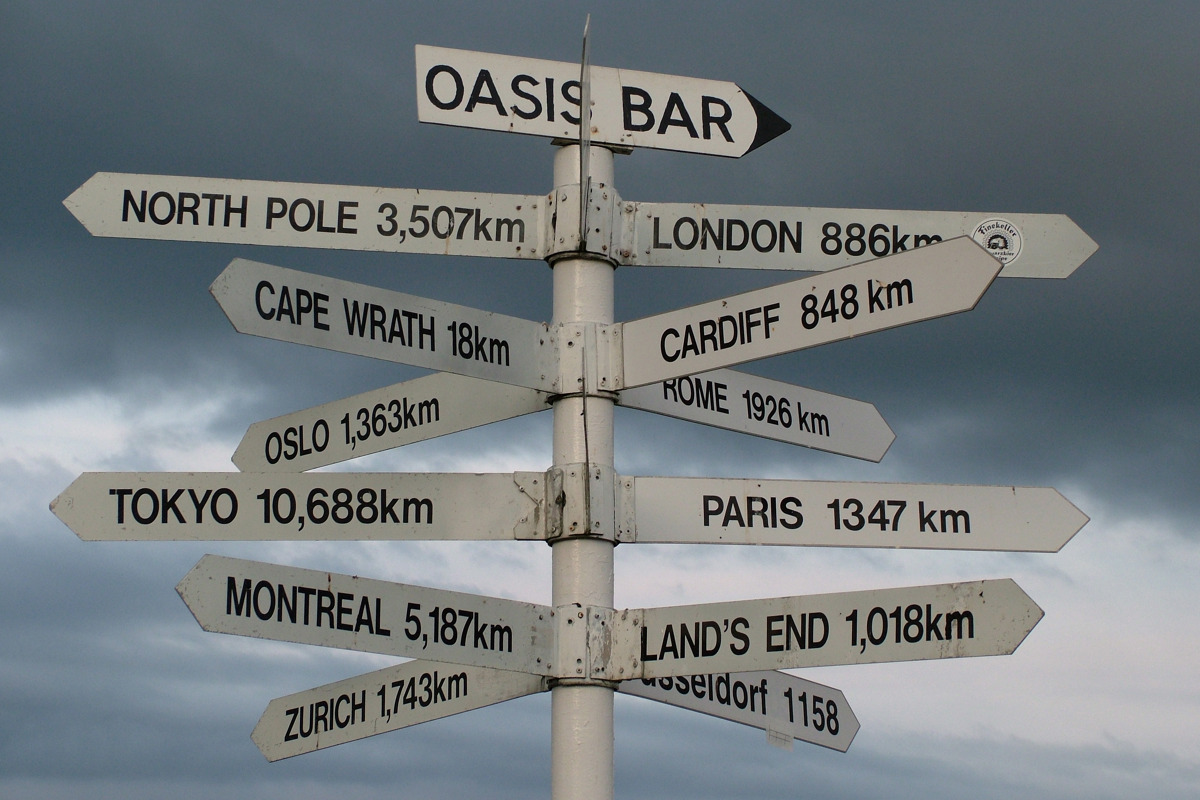 OASIS BAR
NORTH POLE 3,507km
LONDON 886km
CAPE WRATH 18km
CARDIFF 848 km
OSLO 1,363km
ROME 1926 km
TOKYO 10,688km
PARIS 1347 km
MONTREAL 5,187km
LAND'S END 1,018km
ZURICH 1,743km
usseldorf 1158